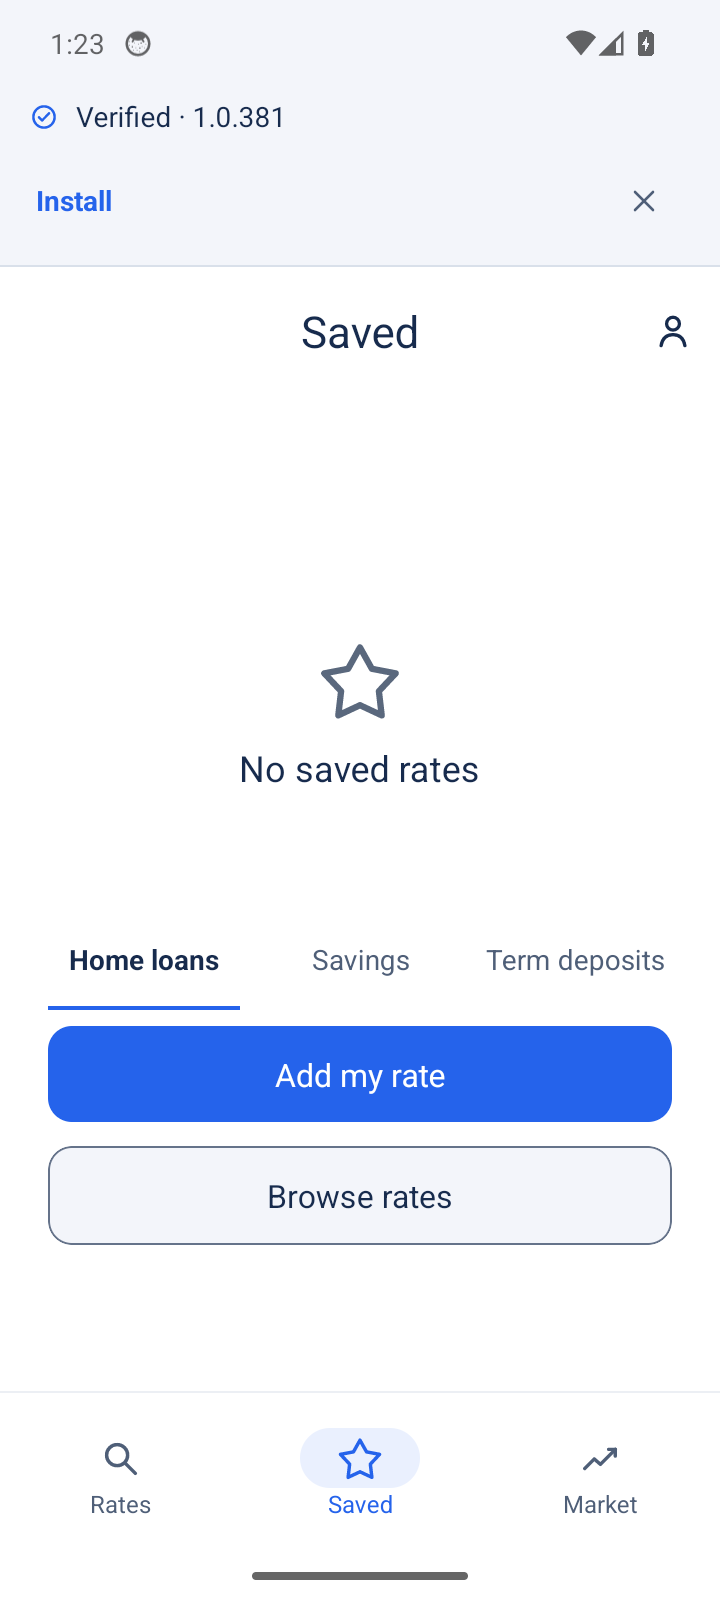 1:23
Verified · 1.0.381
Install
Saved
No saved rates
Home loans Savings Term deposits
Add my rate
Browse rates
Rates Saved Market